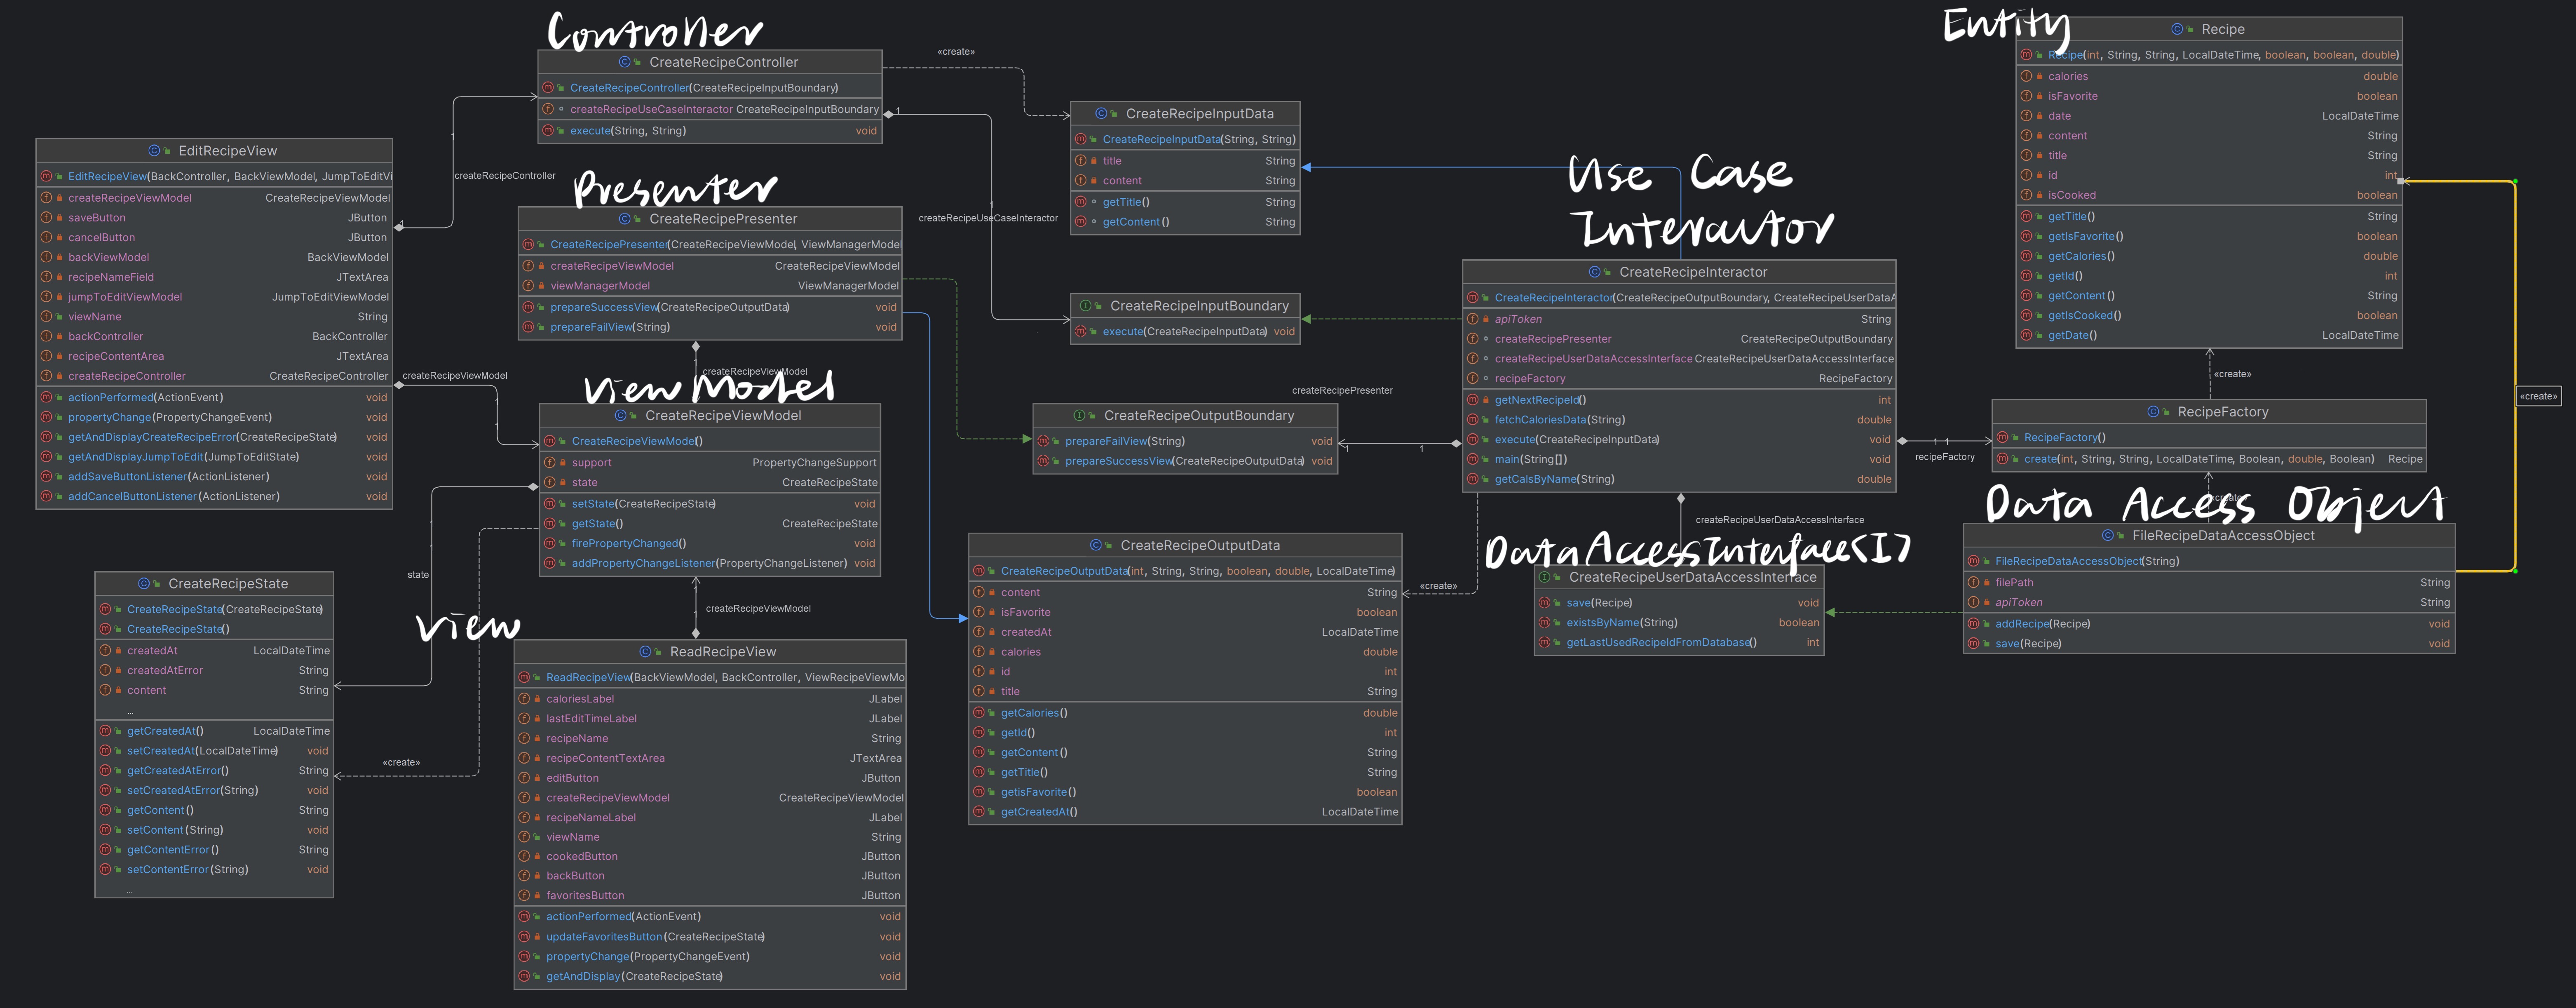 Controller
CreateRecipeController
CreateRecipeController(CreateRecipeInputBoundary)
createRecipeUseCaseInteractor CreateRecipeInputBoundary
execute(String, String) void
«create»
1
createRecipeUseCaseInteractor
1
EditRecipeView
EditRecipeView(BackController, BackViewModel, JumpToEditVi
createRecipeViewModel CreateRecipeViewModel
saveButton JButton
cancelButton JButton
backViewModel BackViewModel
recipeNameField JTextArea
jumpToEditViewModel JumpToEditViewModel
viewName String
backController BackController
recipeContentArea JTextArea
createRecipeController CreateRecipeController
actionPerformed(ActionEvent) void
propertyChange(PropertyChangeEvent) void
getAndDisplayCreateRecipeError(CreateRecipeState) void
getAndDisplayJumpToEdit(JumpToEditState) void
addSaveButtonListener(ActionListener) void
addCancelButtonListener(ActionListener) void
1
createRecipeController
1
createRecipeViewModel
1
Presenter
CreateRecipePresenter
CreateRecipePresenter(CreateRecipeViewModel, ViewManagerModel
createRecipeViewModel CreateRecipeViewModel
viewManagerModel ViewManagerModel
prepareSuccessView(CreateRecipeOutputData) void
prepareFailView(String) void
createRecipeViewModel
View Model
CreateRecipeViewModel
CreateRecipeViewModel()
support PropertyChangeSupport
state CreateRecipeState
setState(CreateRecipeState) void
getState() CreateRecipeState
firePropertyChanged() void
addPropertyChangeListener(PropertyChangeListener) void
state
«create»
createRecipeViewModel
CreateRecipeState
CreateRecipeState(CreateRecipeState)
CreateRecipeState()
createdAt LocalDateTime
createdAtError String
content String
...
getCreatedAt() LocalDateTime
setCreatedAt(LocalDateTime) void
getCreatedAtError() String
setCreatedAtError(String) void
getContent() String
setContent(String) void
getContentError() String
setContentError(String) void
...
View
ReadRecipeView
ReadRecipeView(BackViewModel, BackController, ViewRecipeViewMo
caloriesLabel JLabel
lastEditTimeLabel JLabel
recipeName String
recipeContentTextArea JTextArea
editButton JButton
createRecipeViewModel CreateRecipeViewModel
recipeNameLabel JLabel
viewName String
cookedButton JButton
backButton JButton
favoritesButton JButton
actionPerformed(ActionEvent) void
updateFavoritesButton(CreateRecipeState) void
propertyChange(PropertyChangeEvent) void
getAndDisplay(CreateRecipeState) void
CreateRecipeInputData
CreateRecipeInputData(String, String)
title String
content String
getTitle() String
getContent() String
CreateRecipeInputBoundary
execute(CreateRecipeInputData) void
CreateRecipeOutputBoundary
prepareFailView(String) void
prepareSuccessView(CreateRecipeOutputData) void
createRecipePresenter
1
1
CreateRecipeOutputData
CreateRecipeOutputData(int, String, String, boolean, double, LocalDateTime)
content String
isFavorite boolean
createdAt LocalDateTime
calories double
id int
title String
getCalories() double
getId() int
getContent() String
getTitle() String
getisFavorite() boolean
getCreatedAt() LocalDateTime
«create»
Use Case
Interactor
CreateRecipeInteractor
CreateRecipeInteractor(CreateRecipeOutputBoundary, CreateRecipeUserDataA
apiToken String
createRecipePresenter CreateRecipeOutputBoundary
createRecipeUserDataAccessInterface CreateRecipeUserDataAccessInterface
recipeFactory RecipeFactory
getNextRecipeId() int
fetchCaloriesData(String) double
execute(CreateRecipeInputData) void
main(String[]) void
getCalsByName(String) double
1 1
recipeFactory
createRecipeUserDataAccessInterface
Data Access Interface<I>
CreateRecipeUserDataAccessInterface
save(Recipe) void
existsByName(String) boolean
getLastUsedRecipeIdFromDatabase() int
Entity
Recipe
Recipe(int, String, String, LocalDateTime, boolean, boolean, double)
calories double
isFavorite boolean
date LocalDateTime
content String
title String
id int
isCooked boolean
getTitle() String
getIsFavorite() boolean
getCalories() double
getId() int
getContent() String
getIsCooked() boolean
getDate() LocalDateTime
«create»
«create»
RecipeFactory
RecipeFactory()
create(int, String, String, LocalDateTime, Boolean, double, Boolean) Recipe
«create»
Data Access Object
FileRecipeDataAccessObject
FileRecipeDataAccessObject(String)
filePath String
apiToken String
addRecipe(Recipe) void
save(Recipe) void